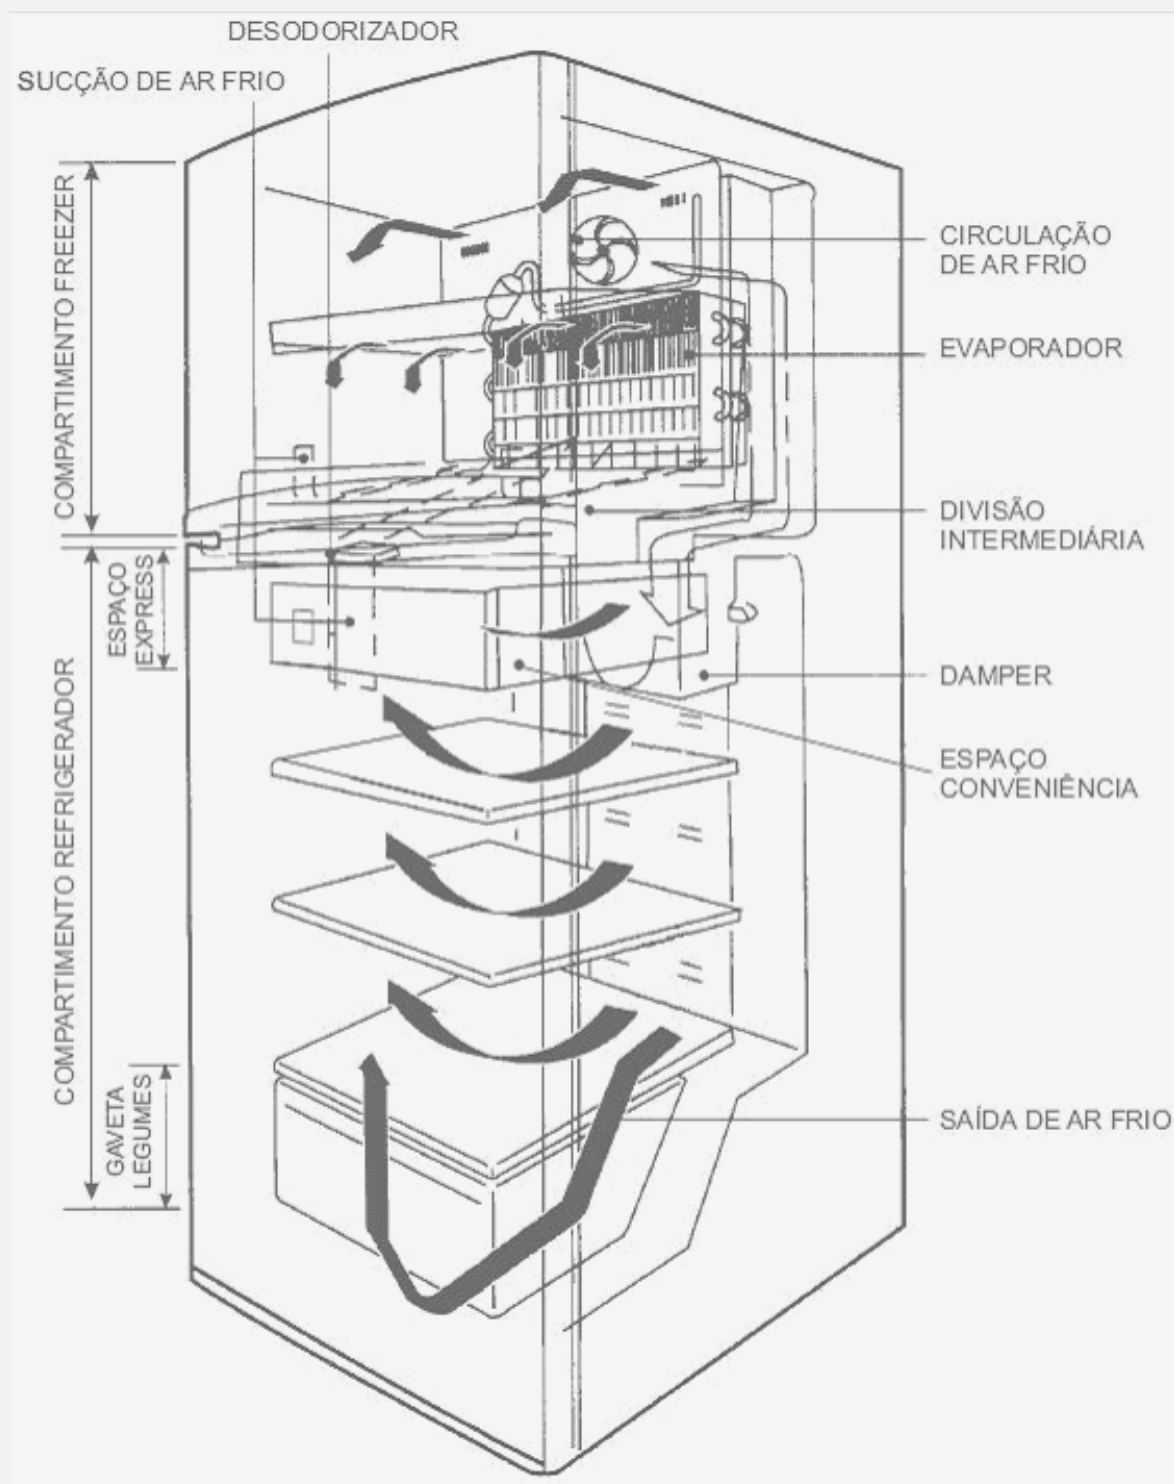 DESODORIZADOR
SUCÇÃO DE AR FRIO
COMPARTIMENTO FREEZER
CIRCULAÇÃO
DE AR FRIO
EVAPORADOR
DIVISÃO
INTERMEDIÁRIA
ESPAÇO
EXPRESS
DAMPER
ESPAÇO
CONVENIÊNCIA
COMPARTIMENTO REFRIGERADOR
GAVETA
LEGUMES
SAÍDA DE AR FRIO